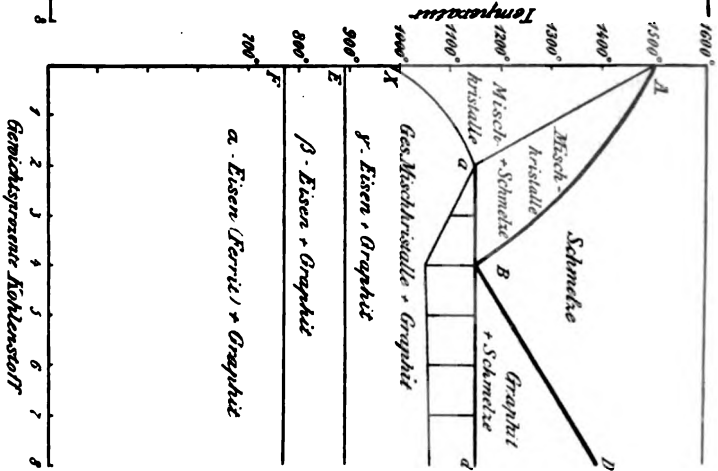 Temperatur
700°
800°
900°
1000°
1100°
1200°
1300°
1400°
1500°
1600°
F
E
X
A
a
B
D
d
Schmelze
Misch-
kristalle
+ Schmelze
Misch-
kristalle
Graphit
+ Schmelze
Ges. Mischkristalle + Graphit
γ - Eisen + Graphit
β - Eisen + Graphit
α - Eisen (Ferrit) + Graphit
1
2
3
4
5
6
7
8
8
Gewichtsprozente Kohlenstoff